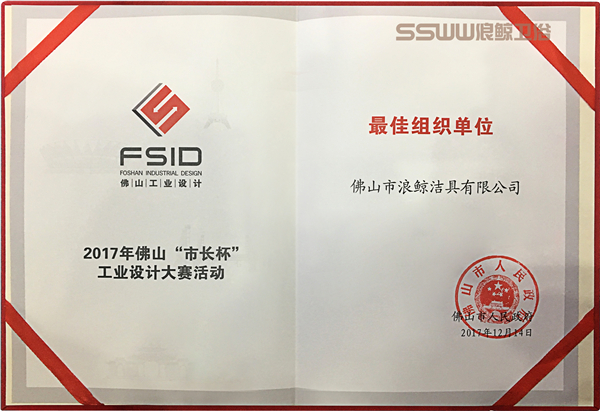 SSWW浪鲸卫浴
FSID
FOSHAN INDUSTRIAL DESIGN
佛山工业设计
2017年佛山“市长杯”
工业设计大赛活动
最佳组织单位
佛山市浪鲸洁具有限公司
佛山市人民政府
佛山市人民政府
2017年12月14日